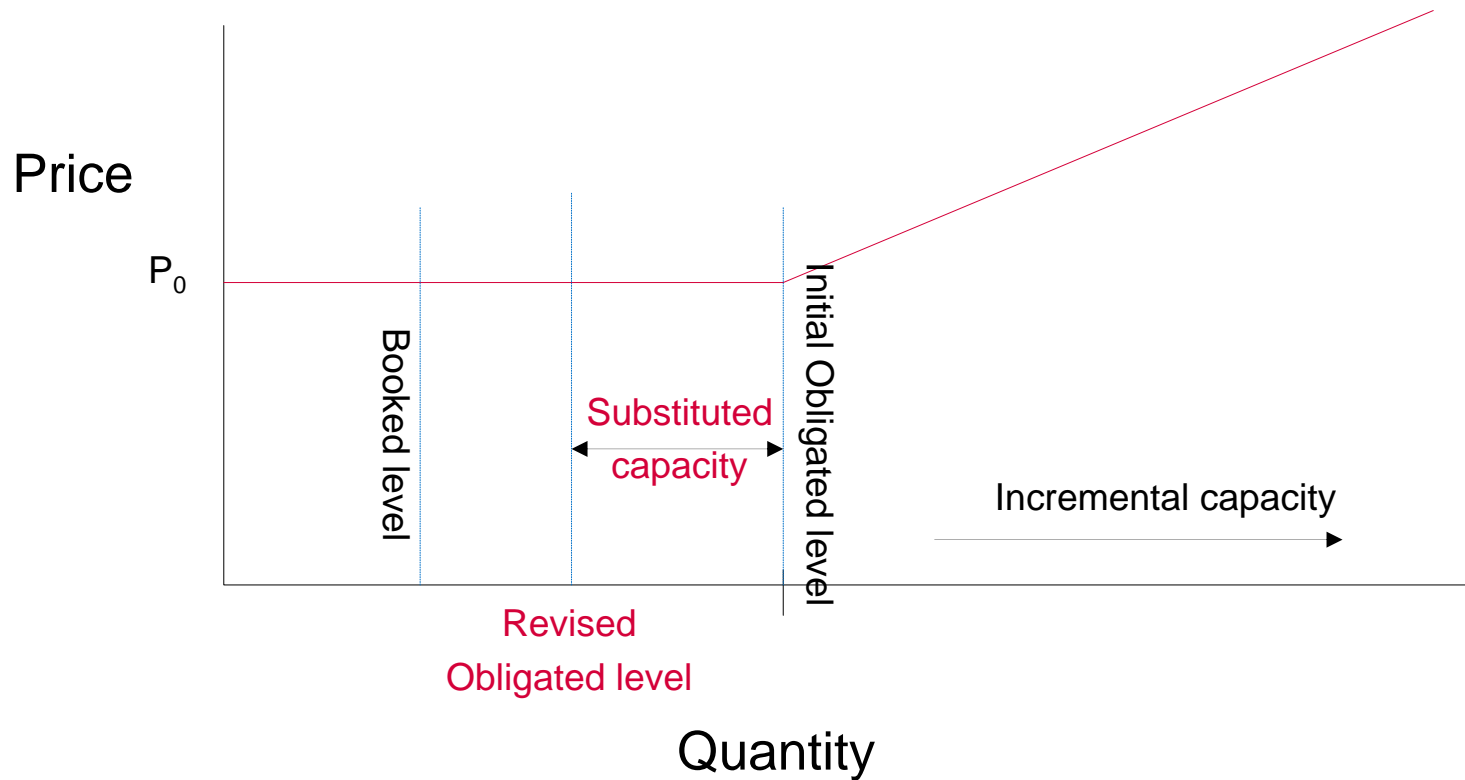 Price
P₀
Booked level
Substituted
capacity
Initial Obligated level
Incremental capacity
Revised
Obligated level
Quantity